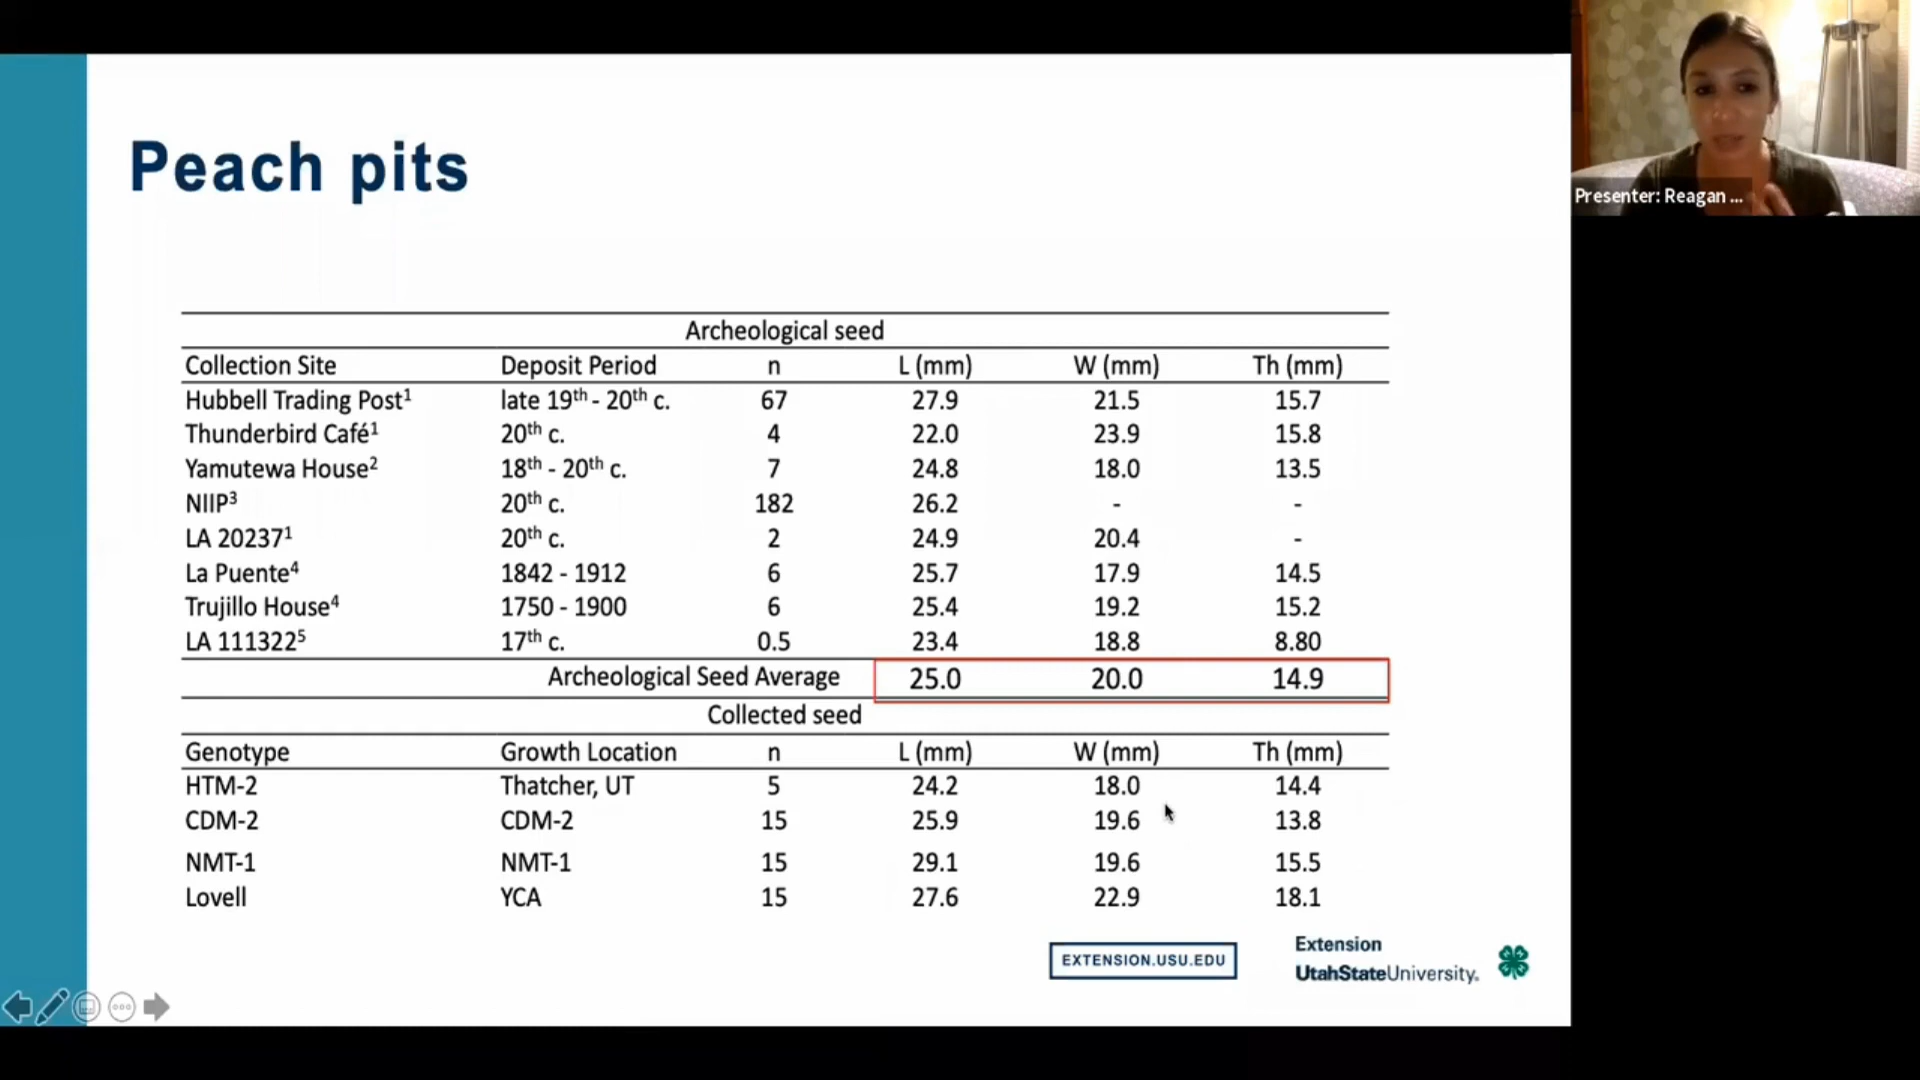 Peach pits
Presenter: Reagan ...
Archeological seed
Collection Site Deposit Period n L (mm) W (mm) Th (mm)
Hubbell Trading Post¹ late 19ᵗʰ - 20ᵗʰ c. 67 27.9 21.5 15.7
Thunderbird Café¹ 20ᵗʰ c. 4 22.0 23.9 15.8
Yamutewa House² 18ᵗʰ - 20ᵗʰ c. 7 24.8 18.0 13.5
NIIP³ 20ᵗʰ c. 182 26.2 - -
LA 20237¹ 20ᵗʰ c. 2 24.9 20.4 -
La Puente⁴ 1842 - 1912 6 25.7 17.9 14.5
Trujillo House⁴ 1750 - 1900 6 25.4 19.2 15.2
LA 111322⁵ 17ᵗʰ c. 0.5 23.4 18.8 8.80
Archeological Seed Average 25.0 20.0 14.9
Collected seed
Genotype Growth Location n L (mm) W (mm) Th (mm)
HTM-2 Thatcher, UT 5 24.2 18.0 14.4
CDM-2 CDM-2 15 25.9 19.6 13.8
NMT-1 NMT-1 15 29.1 19.6 15.5
Lovell YCA 15 27.6 22.9 18.1
EXTENSION.USU.EDU
Extension
UtahStateUniversity.